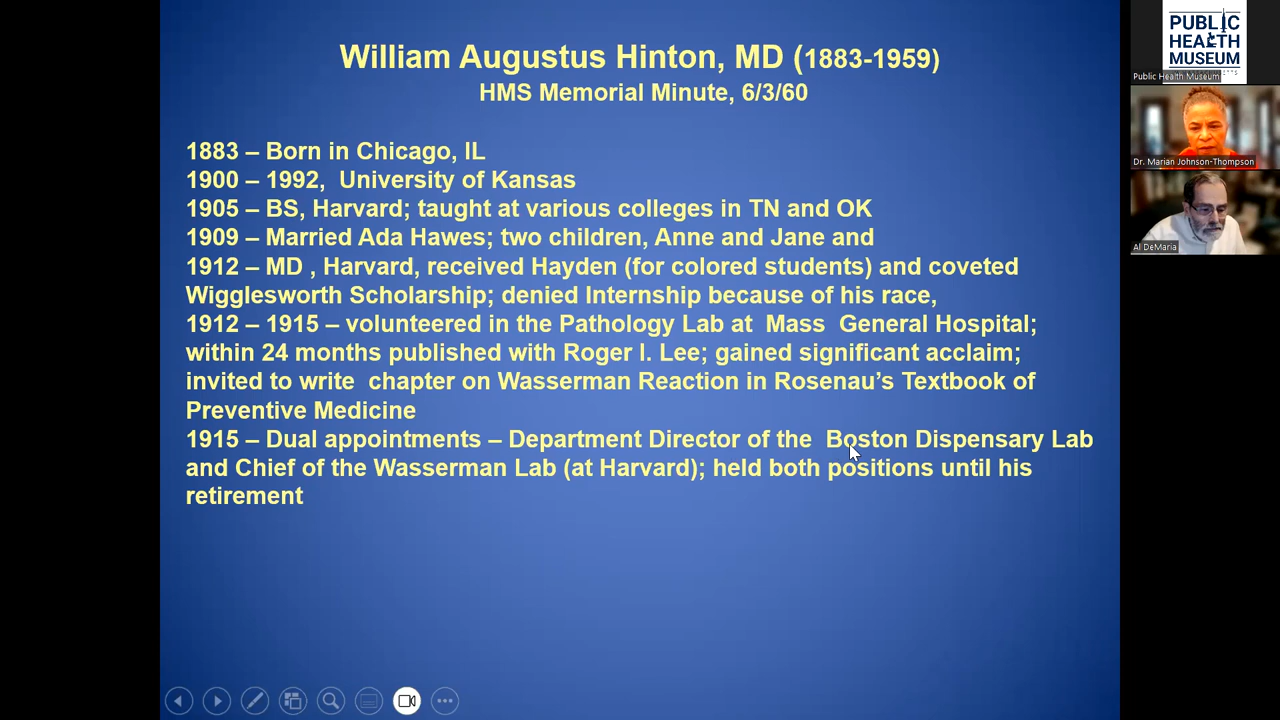 William Augustus Hinton, MD (1883-1959)
HMS Memorial Minute, 6/3/60
1883 – Born in Chicago, IL
1900 – 1992, University of Kansas
1905 – BS, Harvard; taught at various colleges in TN and OK
1909 – Married Ada Hawes; two children, Anne and Jane and
1912 – MD , Harvard, received Hayden (for colored students) and coveted
Wigglesworth Scholarship; denied Internship because of his race,
1912 – 1915 – volunteered in the Pathology Lab at Mass General Hospital;
within 24 months published with Roger I. Lee; gained significant acclaim;
invited to write chapter on Wasserman Reaction in Rosenau’s Textbook of
Preventive Medicine
1915 – Dual appointments – Department Director of the Boston Dispensary Lab
and Chief of the Wasserman Lab (at Harvard); held both positions until his
retirement
PUBLIC
HEALTH
MUSEUM
Public Health Museum
Dr. Marian Johnson-Thompson
Al DeMaria